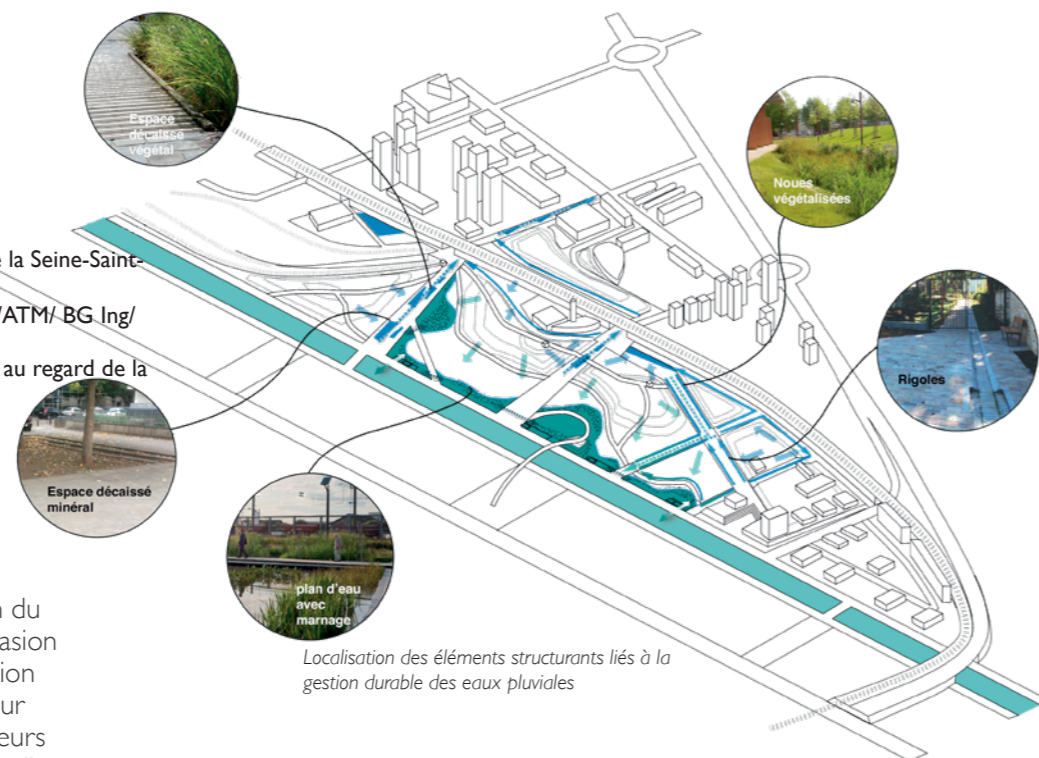 Espace
décaissé
végétal
Noues
végétalisées
e la Seine-Saint-
/ATM/ BG Ing/
au regard de la
Rigoles
Espace décaissé
minéral
plan d'eau
avec
marnage
Localisation des éléments structurants liés à la
gestion durable des eaux pluviales
n du
asion
ion
ur
eurs